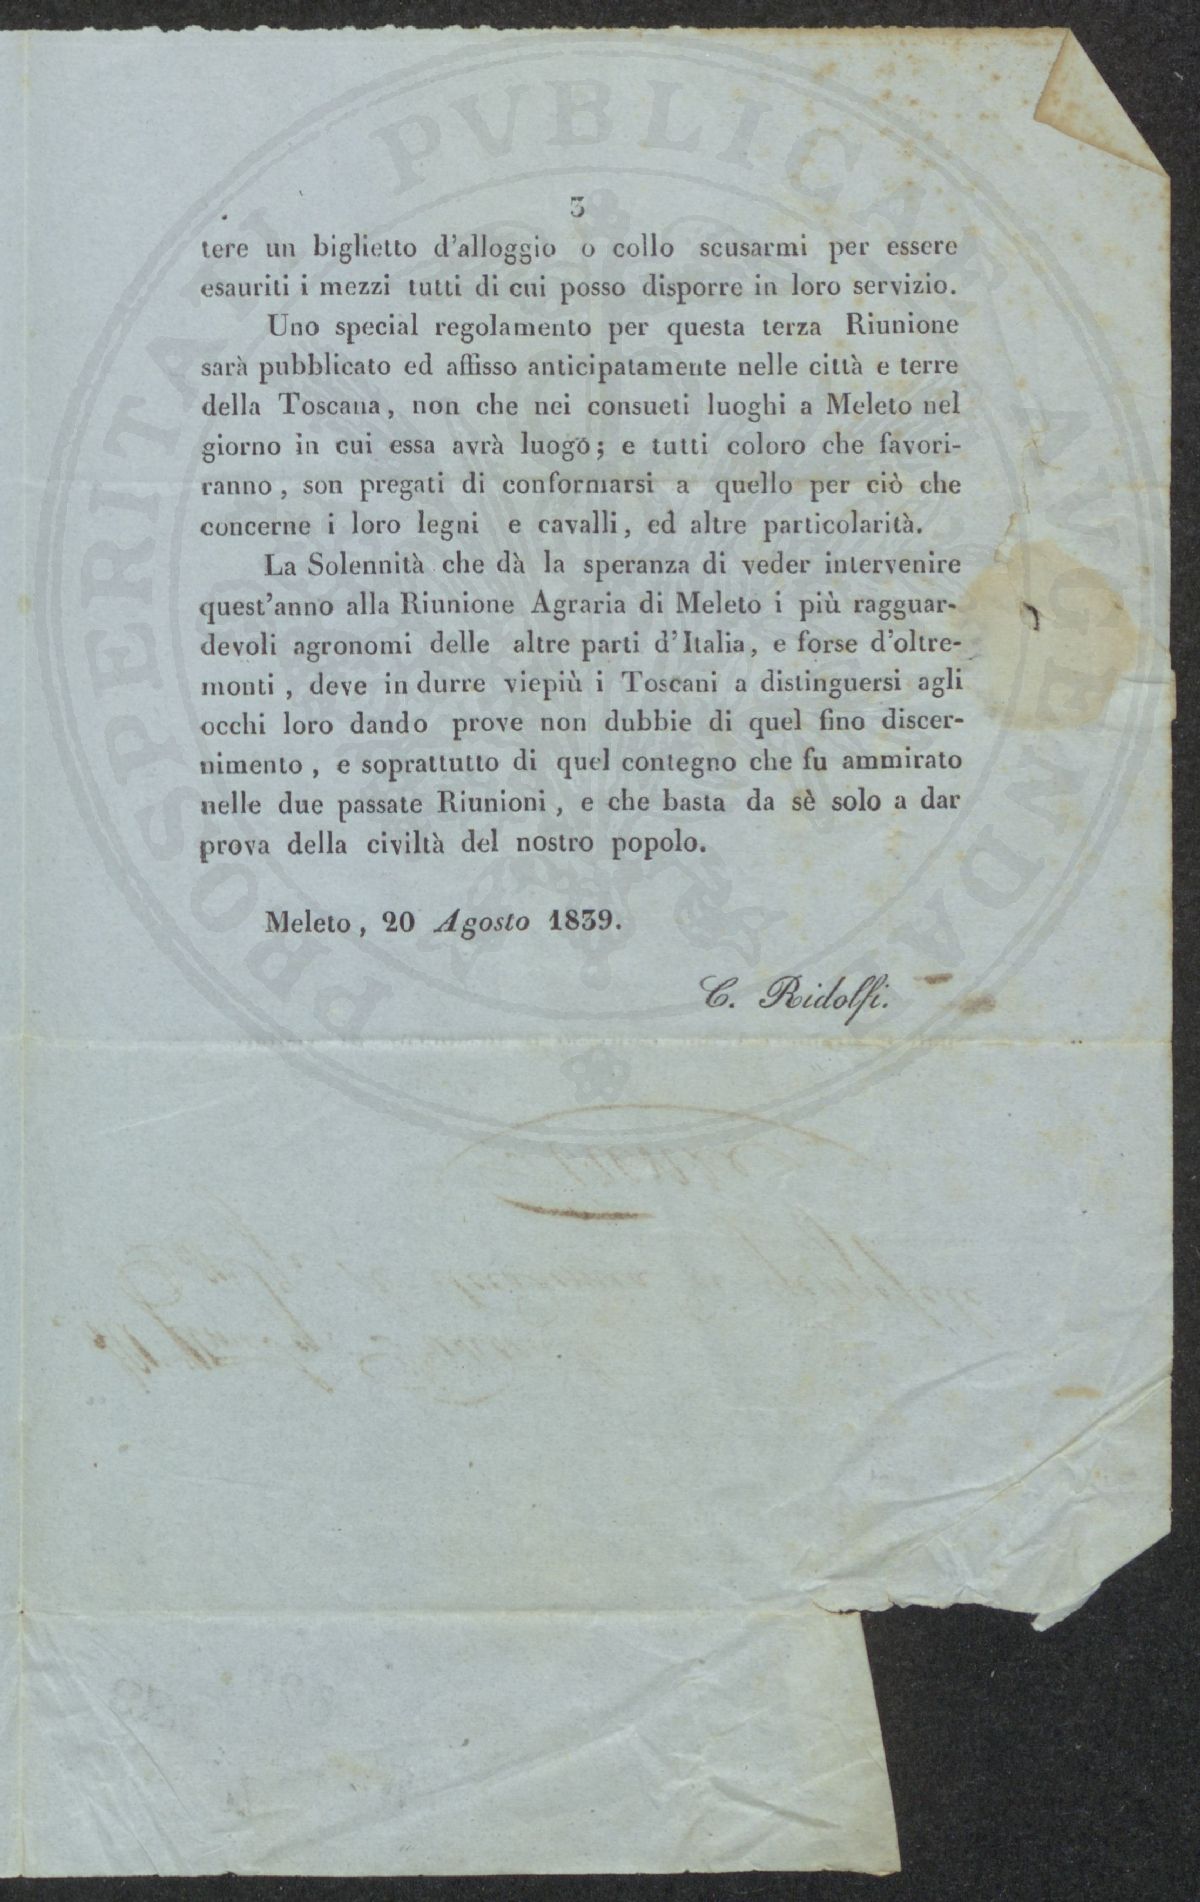 PROSPERITATI PVBLICAE AVGENDAE
3
tere un biglietto d'alloggio o collo scusarmi per essere
esauriti i mezzi tutti di cui posso disporre in loro servizio.
Uno special regolamento per questa terza Riunione
sarà pubblicato ed affisso anticipatamente nelle città e terre
della Toscana, non che nei consueti luoghi a Meleto nel
giorno in cui essa avrà luogo; e tutti coloro che favori-
ranno, son pregati di conformarsi a quello per ciò che
concerne i loro legni e cavalli, ed altre particolarità.
La Solennità che dà la speranza di veder intervenire
quest'anno alla Riunione Agraria di Meleto i più ragguar-
devoli agronomi delle altre parti d'Italia, e forse d'oltre-
monti, deve indurre viepiù i Toscani a distinguersi agli
occhi loro dando prove non dubbie di quel fino discer-
nimento, e soprattutto di quel contegno che fu ammirato
nelle due passate Riunioni, e che basta da sè solo a dar
prova della civiltà del nostro popolo.
Meleto, 20 Agosto 1839.
C. Ridolfi.